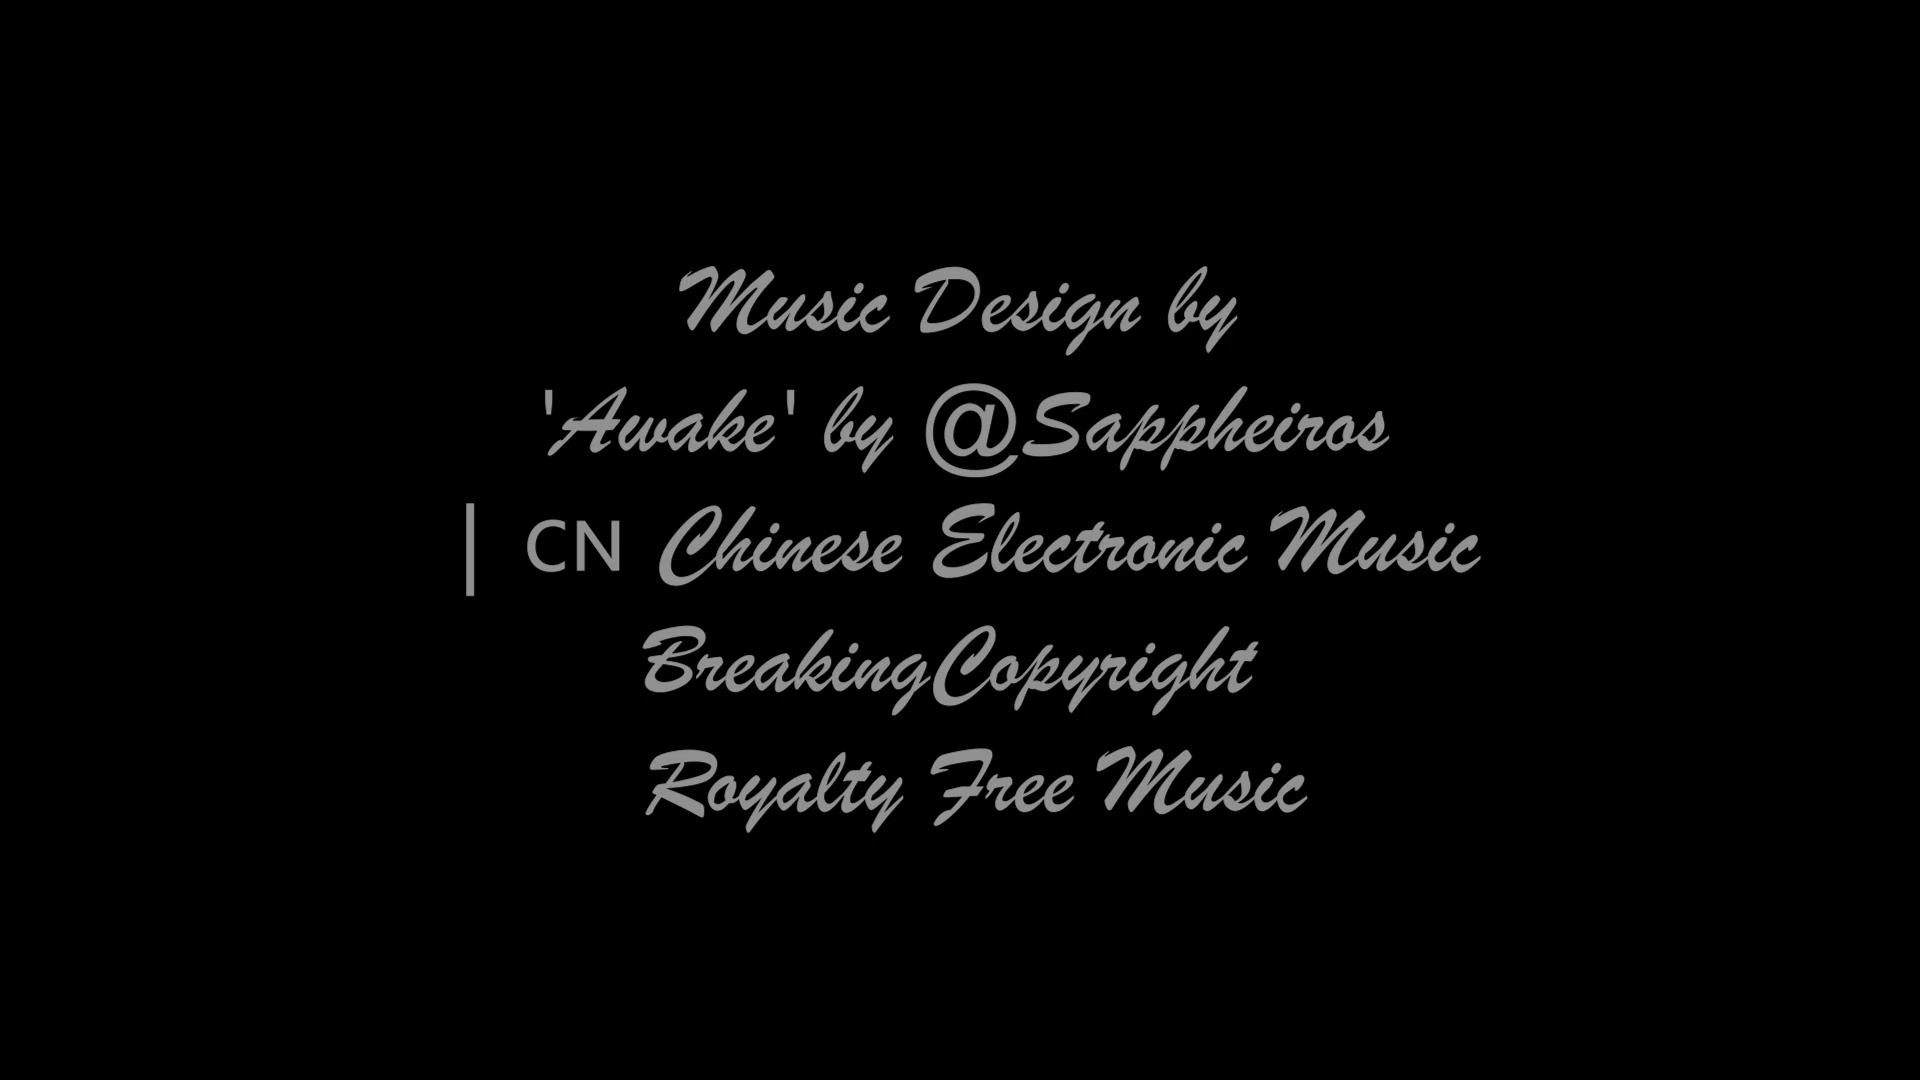 Music Design by
'Awake' by @Sappheiros
| CN Chinese Electronic Music
BreakingCopyright
Royalty Free Music